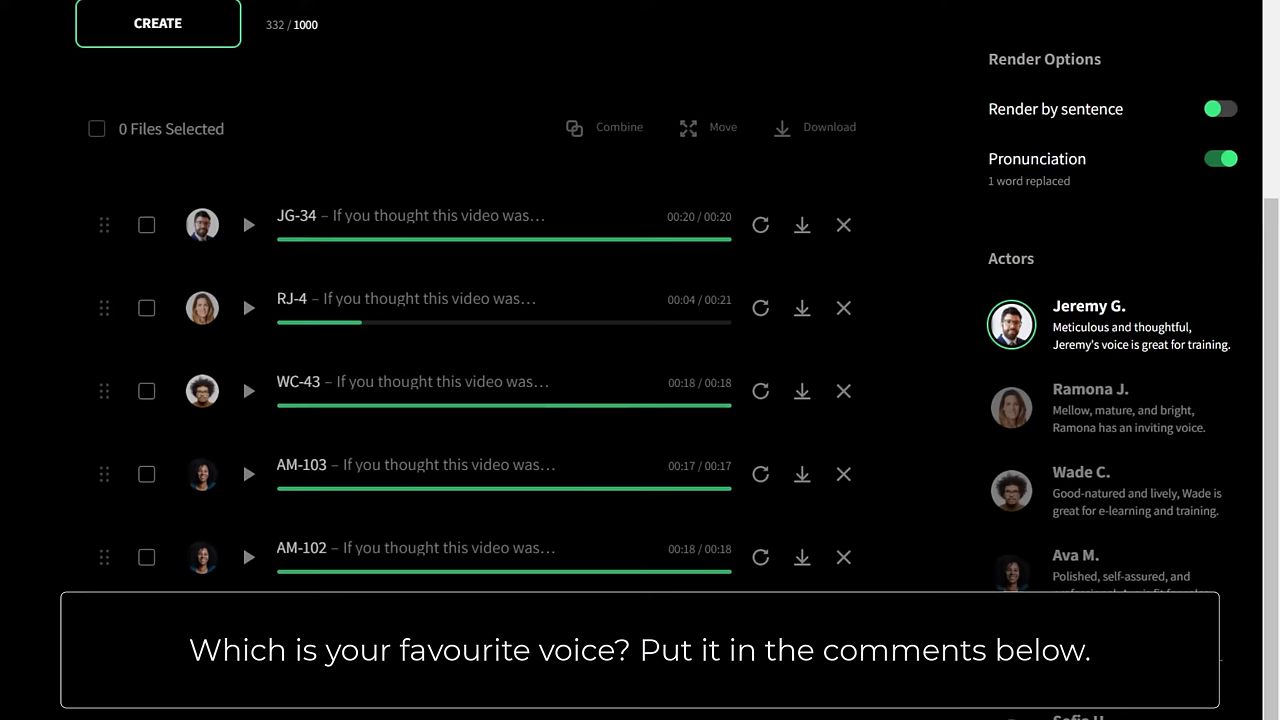 CREATE
332 / 1000
Render Options
Render by sentence
0 Files Selected
Combine
Move
Download
Pronunciation
1 word replaced
JG-34 – If you thought this video was...
00:20 / 00:20
Actors
RJ-4 – If you thought this video was...
00:04 / 00:21
Jeremy G.
Meticulous and thoughtful,
Jeremy's voice is great for training.
WC-43 – If you thought this video was...
00:18 / 00:18
Ramona J.
Mellow, mature, and bright,
Ramona has an inviting voice.
AM-103 – If you thought this video was...
00:17 / 00:17
Wade C.
Good-natured and lively, Wade is
great for e-learning and training.
AM-102 – If you thought this video was...
00:18 / 00:18
Ava M.
Polished, self-assured, and
Which is your favourite voice? Put it in the comments below.